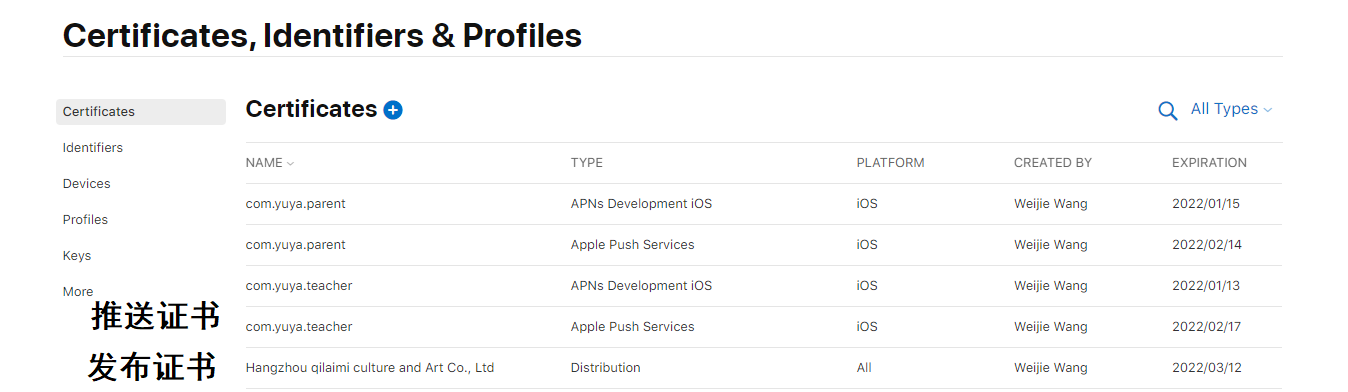 Certificates, Identifiers & Profiles
Certificates
Identifiers
Devices
Profiles
Keys
More
推送证书
发布证书
Certificates
All Types
NAME TYPE PLATFORM CREATED BY EXPIRATION
com.yuya.parent APNs Development iOS iOS Weijie Wang 2022/01/15
com.yuya.parent Apple Push Services iOS Weijie Wang 2022/02/14
com.yuya.teacher APNs Development iOS iOS Weijie Wang 2022/01/13
com.yuya.teacher Apple Push Services iOS Weijie Wang 2022/02/17
Hangzhou qilaimi culture and Art Co., Ltd Distribution All Weijie Wang 2022/03/12